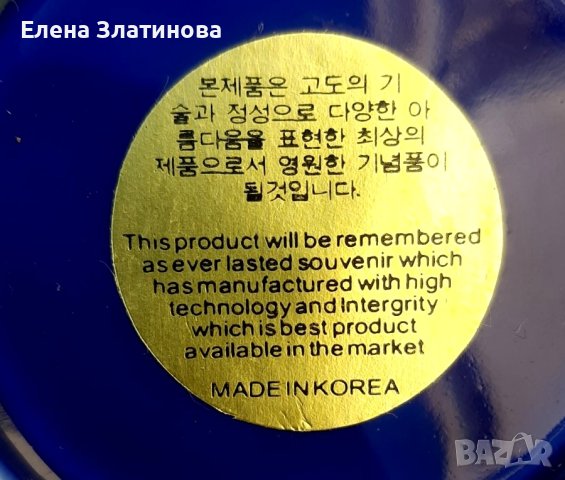 Елена Златинова
본제품은 고도의 기
술과 정성으로 다양한 아
름다움을 표현한 최상의
제품으로서 영원한 기념품이
될것입니다.
This product will be remembered
as ever lasted souvenir which
has manufactured with high
technology and Intergrity
which is best product
available in the market
MADE IN KOREA
BAZAR